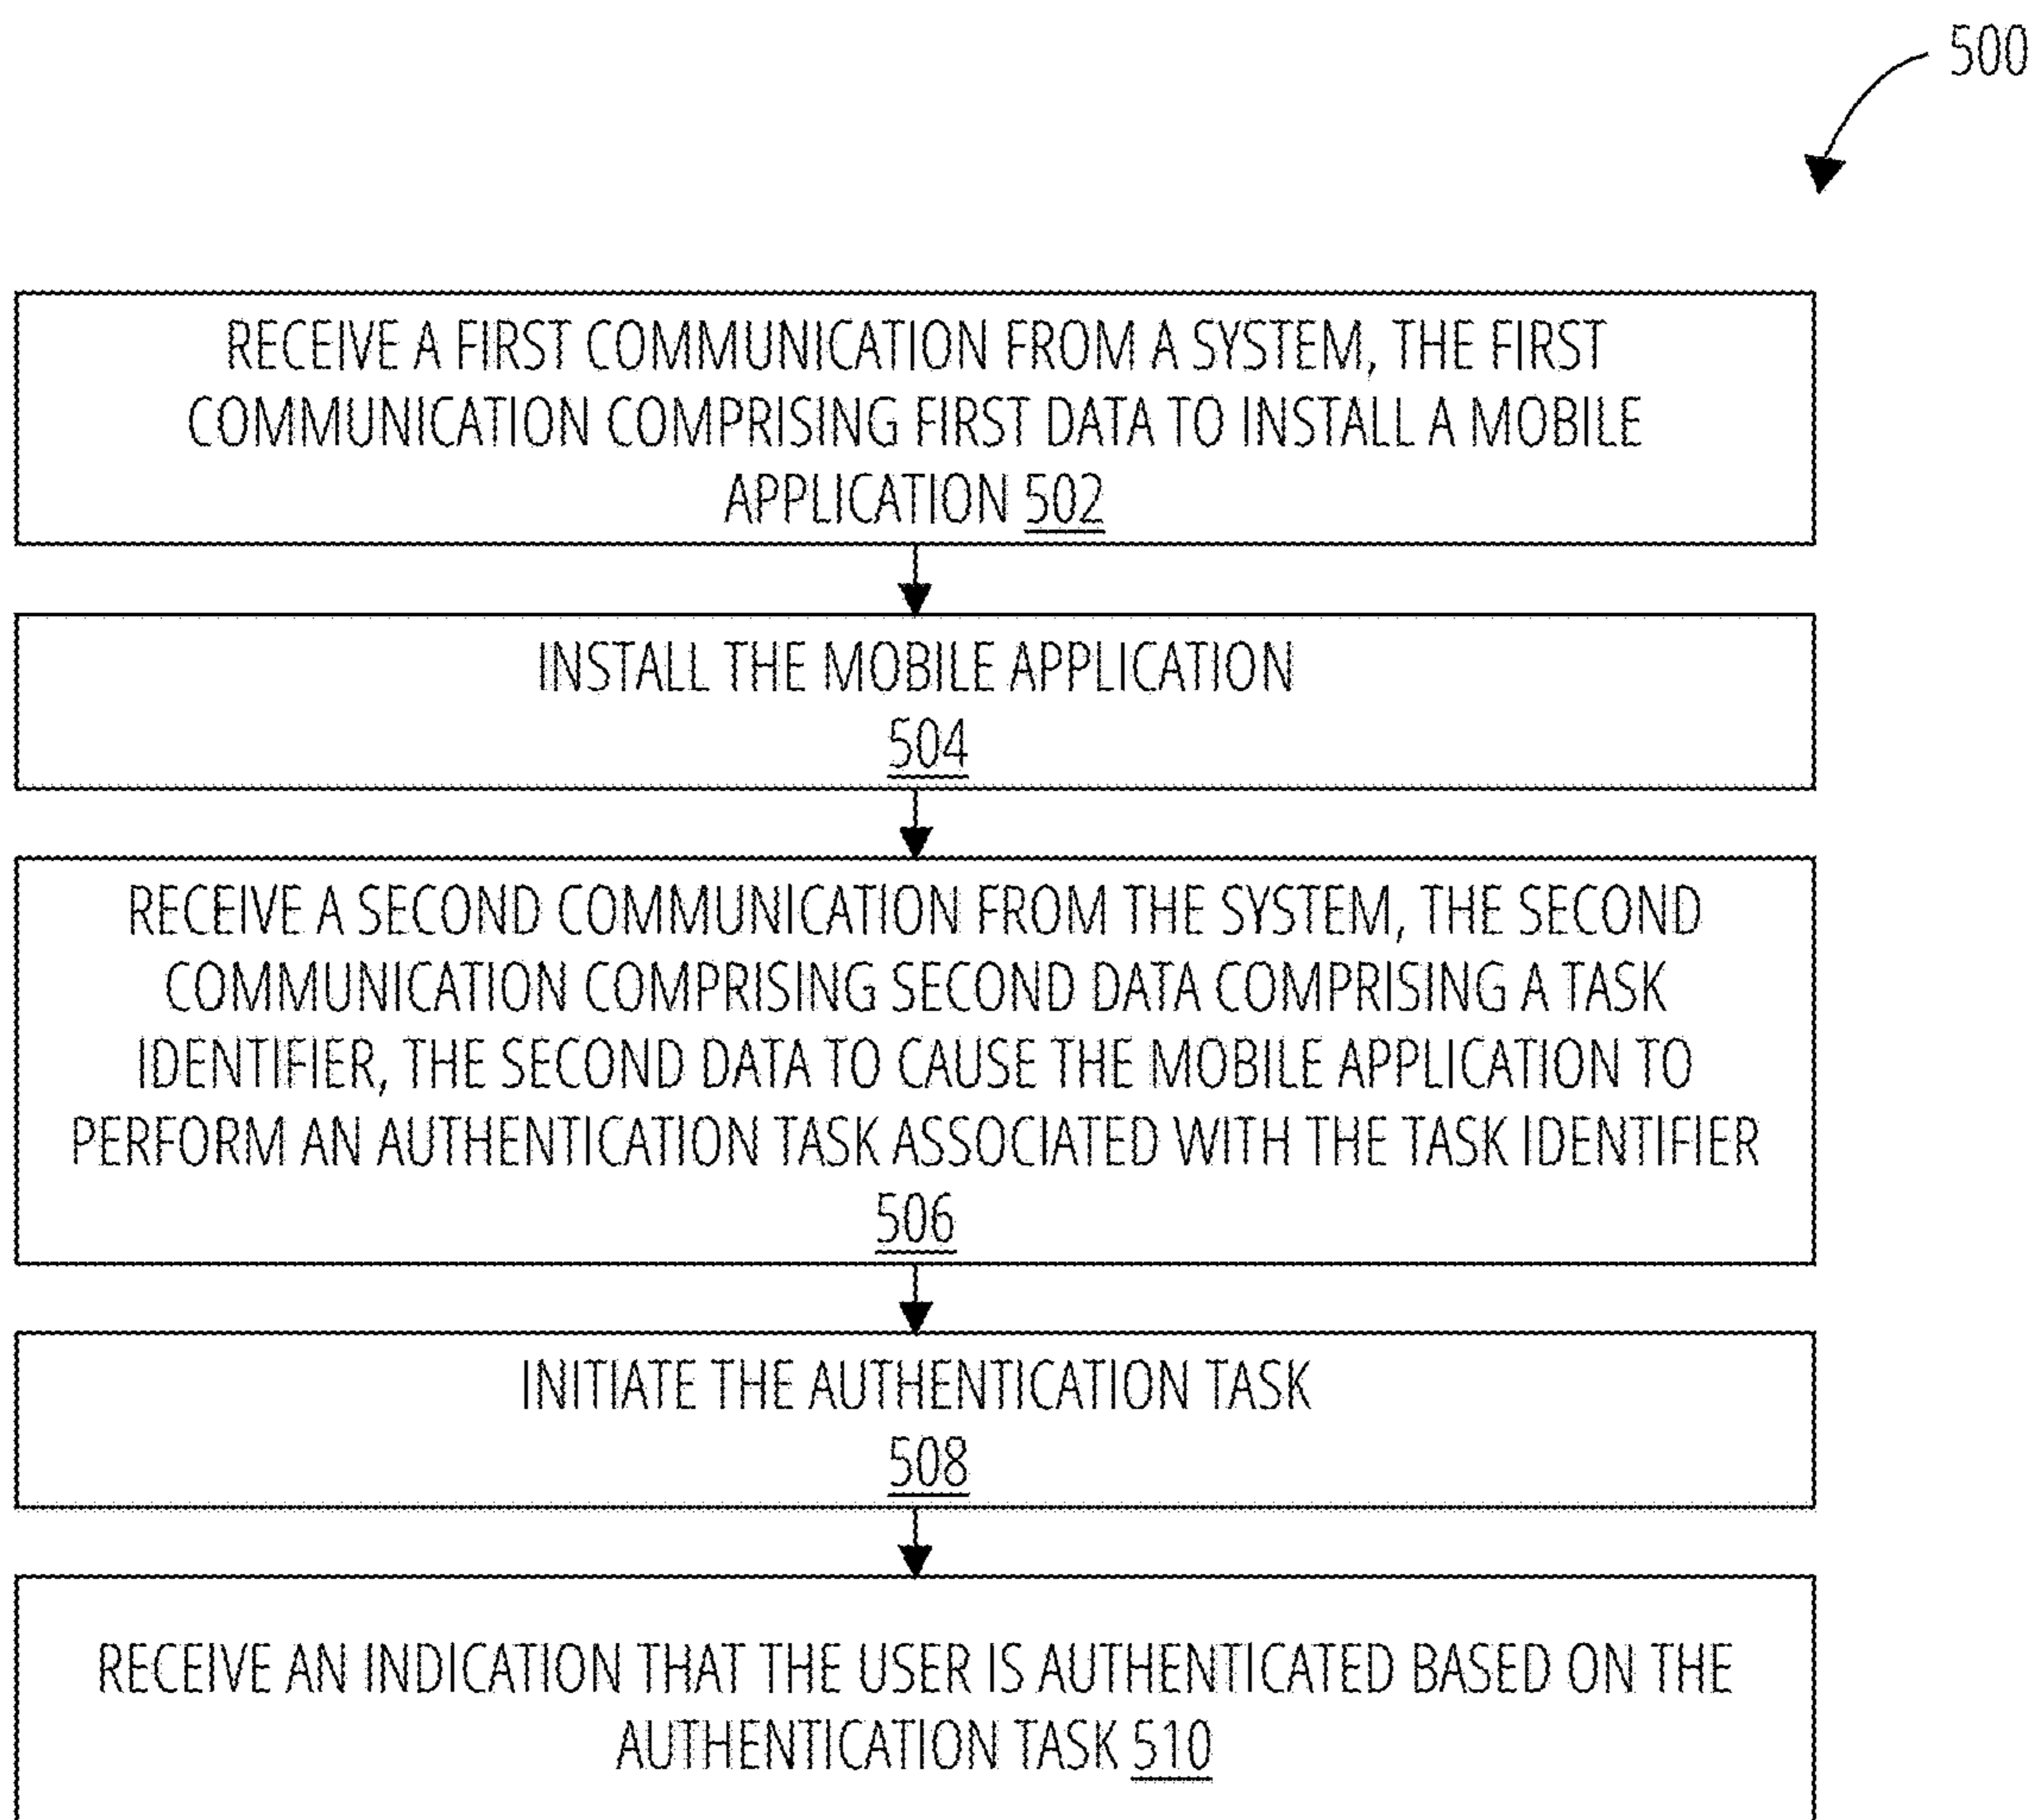 500
RECEIVE A FIRST COMMUNICATION FROM A SYSTEM, THE FIRST
COMMUNICATION COMPRISING FIRST DATA TO INSTALL A MOBILE
APPLICATION 502
INSTALL THE MOBILE APPLICATION
504
RECEIVE A SECOND COMMUNICATION FROM THE SYSTEM, THE SECOND
COMMUNICATION COMPRISING SECOND DATA COMPRISING A TASK
IDENTIFIER, THE SECOND DATA TO CAUSE THE MOBILE APPLICATION TO
PERFORM AN AUTHENTICATION TASK ASSOCIATED WITH THE TASK IDENTIFIER
506
INITIATE THE AUTHENTICATION TASK
508
RECEIVE AN INDICATION THAT THE USER IS AUTHENTICATED BASED ON THE
AUTHENTICATION TASK 510